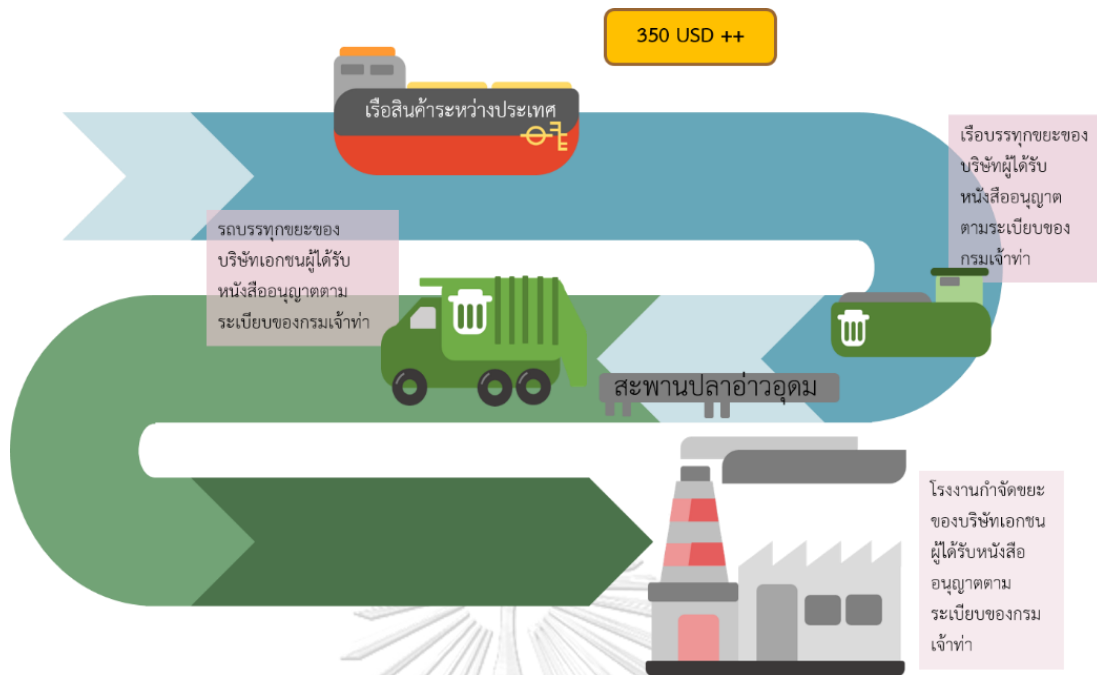 350 USD ++
เรือสินค้าระหว่างประเทศ
เรือบรรทุกขยะของ
บริษัทผู้ได้รับ
หนังสืออนุญาต
ตามระเบียบของ
กรมเจ้าท่า
รถบรรทุกขยะของ
บริษัทเอกชนผู้ได้รับ
หนังสืออนุญาตตาม
ระเบียบของกรมเจ้าท่า
สะพานปลาอ่าวอุดม
โรงงานกำจัดขยะ
ของบริษัทเอกชน
ผู้ได้รับหนังสือ
อนุญาตตาม
ระเบียบของกรม
เจ้าท่า